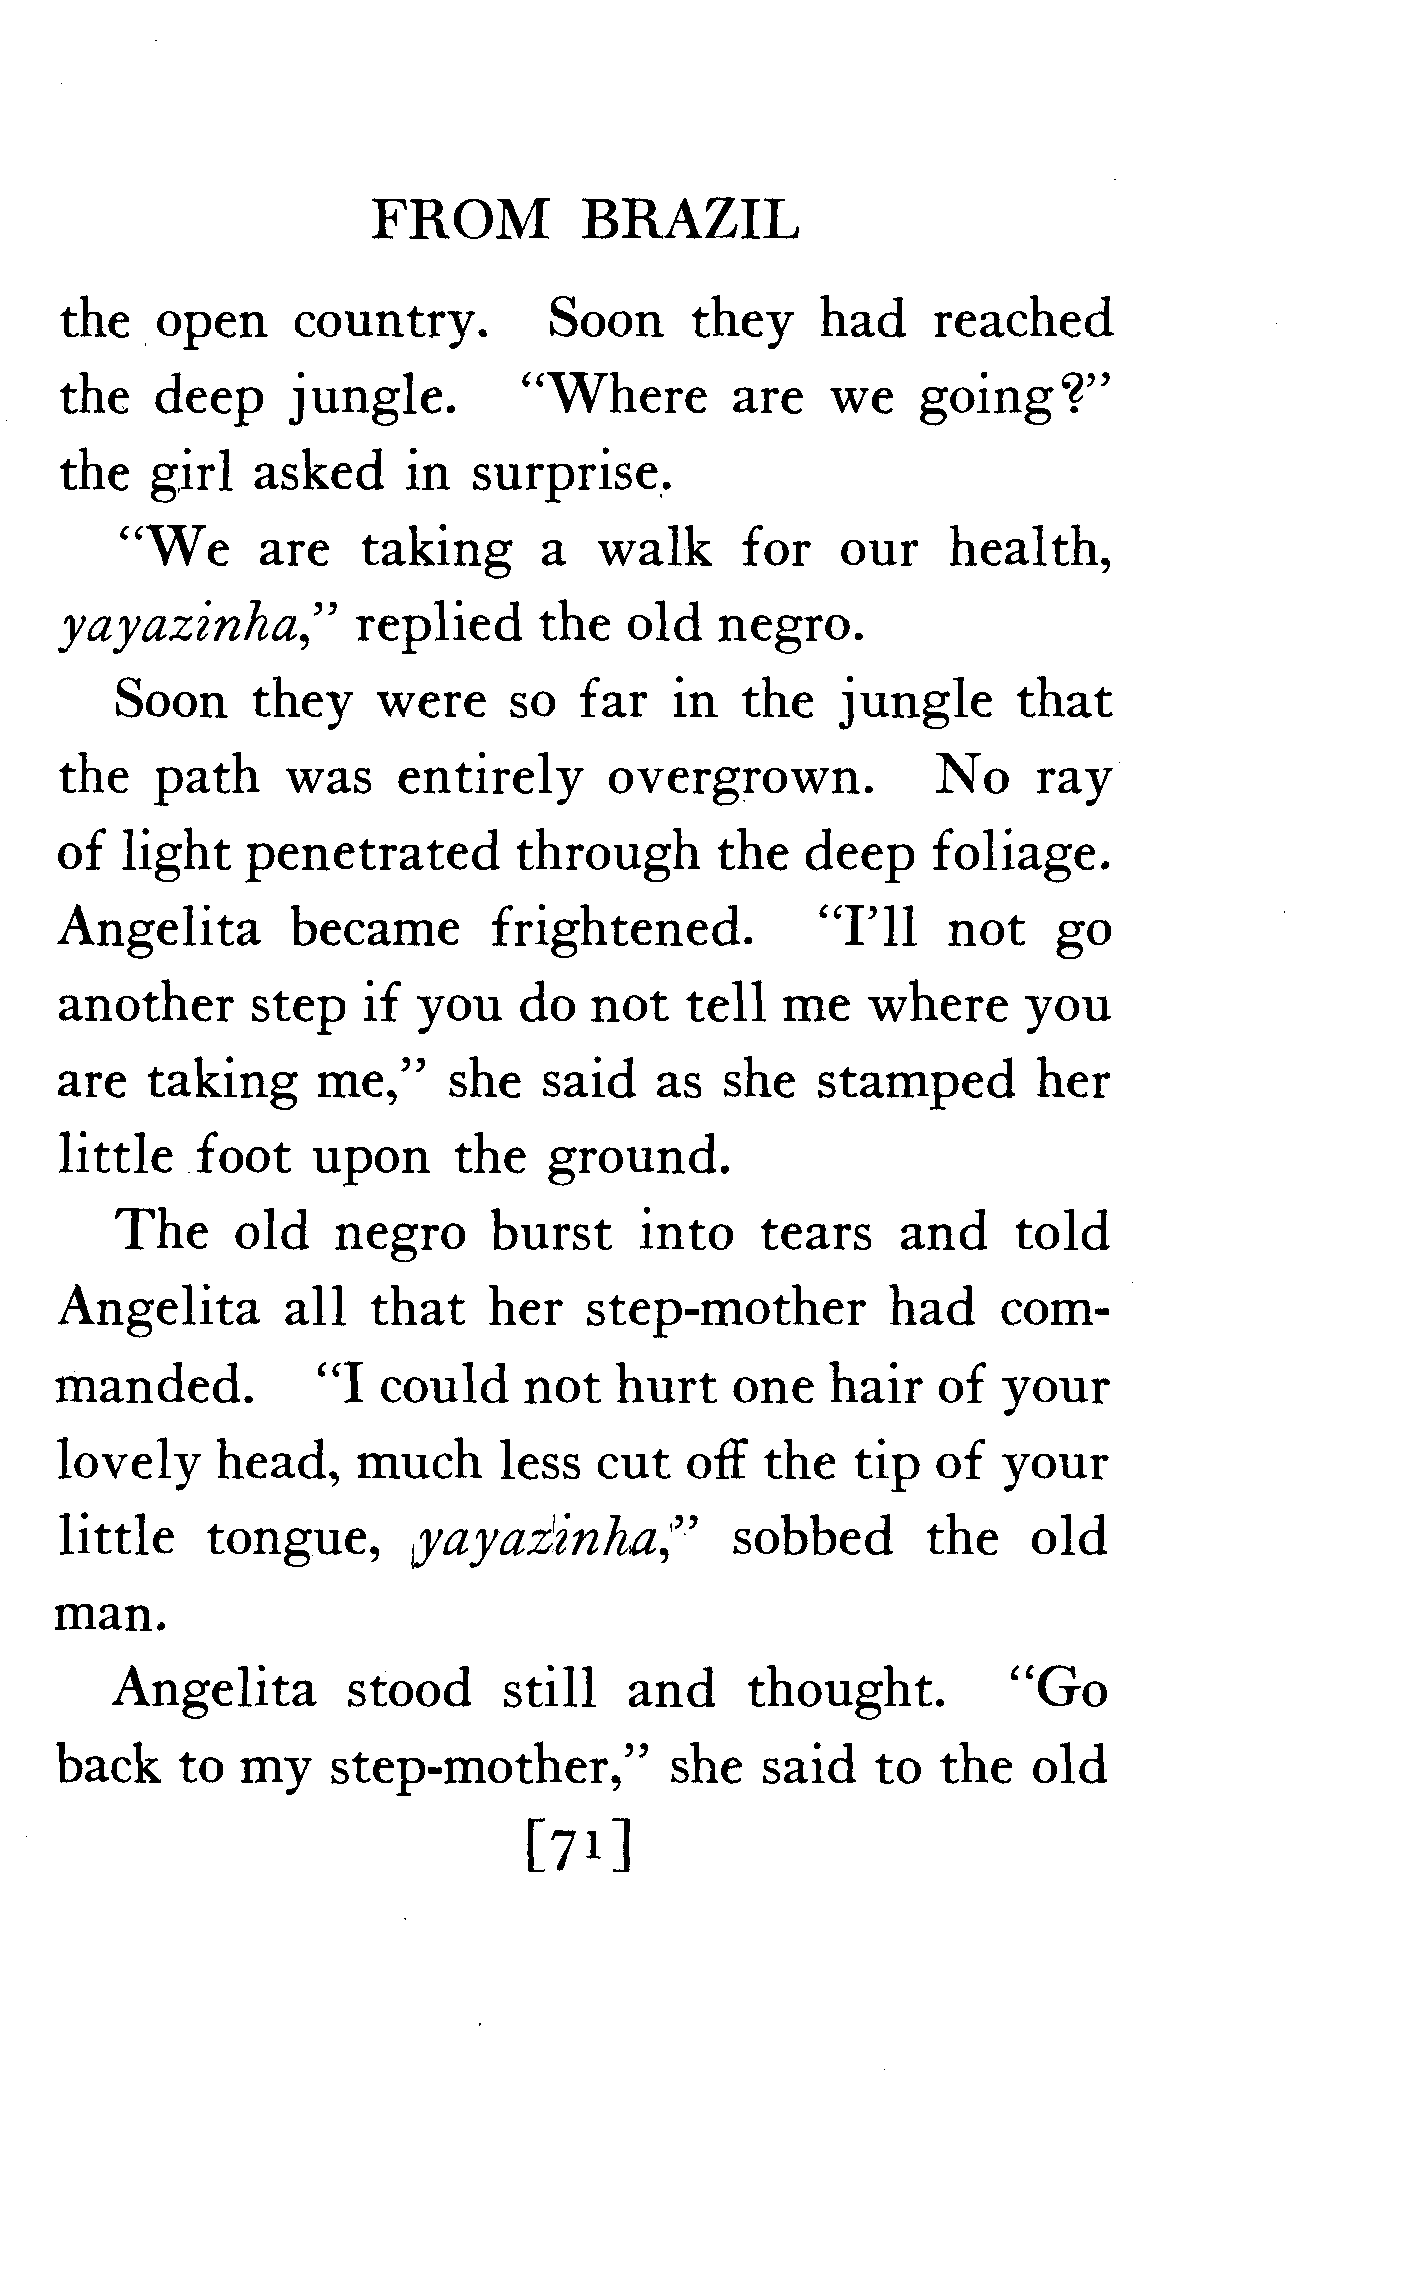 FROM BRAZIL
the open country. Soon they had reached
the deep jungle. “Where are we going?”
the girl asked in surprise.
“We are taking a walk for our health,
yayazinha,” replied the old negro.
Soon they were so far in the jungle that
the path was entirely overgrown. No ray
of light penetrated through the deep foliage.
Angelita became frightened. “I’ll not go
another step if you do not tell me where you
are taking me,” she said as she stamped her
little foot upon the ground.
The old negro burst into tears and told
Angelita all that her step-mother had com-
manded. “I could not hurt one hair of your
lovely head, much less cut off the tip of your
little tongue, yayazinha,” sobbed the old
man.
Angelita stood still and thought. “Go
back to my step-mother,” she said to the old
[71]